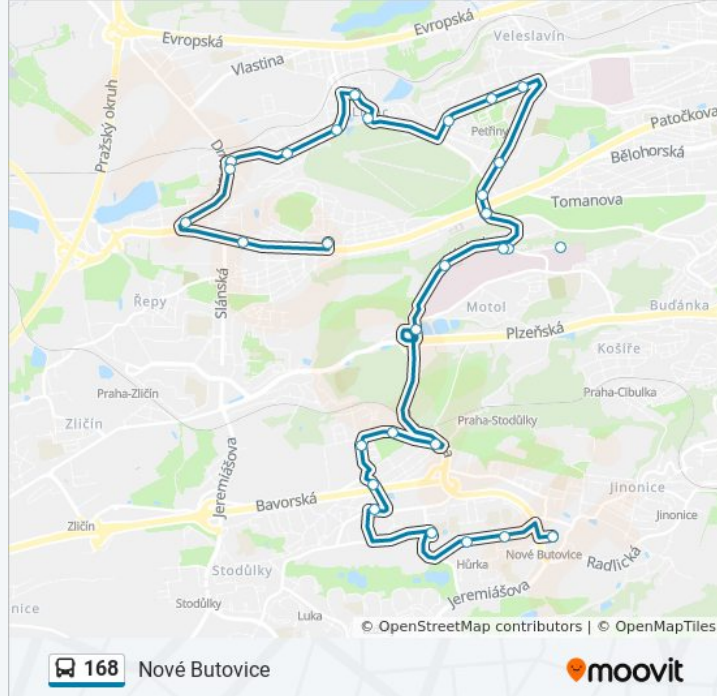 Evropská
Veleslavín
Evropská
Vlastina
Pražský okruh
Patočkova
Petřiny
Bělohorská
Tomanova
Slánská
Řepy
Motol
Buďánka
Plzeňská
Košíře
Praha-Zličín
Praha-Cibulka
Zličín
Praha-Stodůlky
Jeremiášova
Jinonice
Bavorská
Zličín
Jinonice
Nové Butovice
Radlická
Stodůlky
Hůrka
Jeremiášova
Stodůlky
nice
Luka
© OpenStreetMap contributors | © OpenMapTiles
168 Nové Butovice
moovit